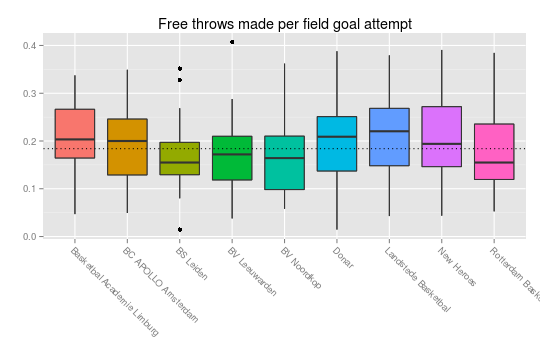 Free throws made per field goal attempt
0.4
0.3
0.2
0.1
0.0
Basketbal Academie Limburg
BC APOLLO Amsterdam
BS Leiden
BV Leeuwarden
BV Noordkop
Donar
Landstede Basketbal
New Heroes
Rotterdam Bask